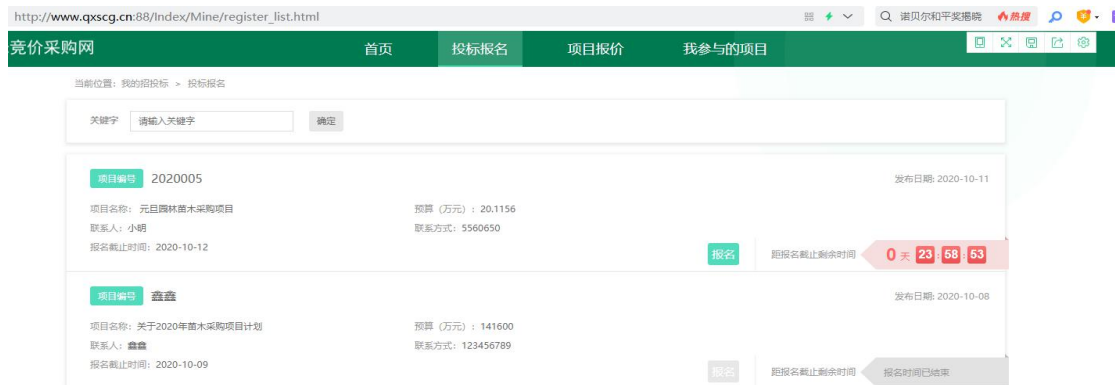 http://www.qxscg.cn:88/Index/Mine/register_list.html 诺贝尔和平奖揭晓 热搜
竞价采购网 首页 投标报名 项目报价 我参与的项目
当前位置：我的招投标 > 投标报名
关键字 请输入关键字 确定
项目编号 2020005 发布日期: 2020-10-11
项目名称：元旦园林苗木采购项目 预算 (万元)：20.1156
联系人：小明 联系方式：5560650
报名截止时间：2020-10-12
报名 距报名截止剩余时间 0 天 23:58:53
项目编号 鑫鑫 发布日期: 2020-10-08
项目名称：关于2020年苗木采购项目计划 预算 (万元)：141600
联系人：鑫鑫 联系方式：123456789
报名截止时间：2020-10-09
报名 距报名截止剩余时间 报名时间已结束